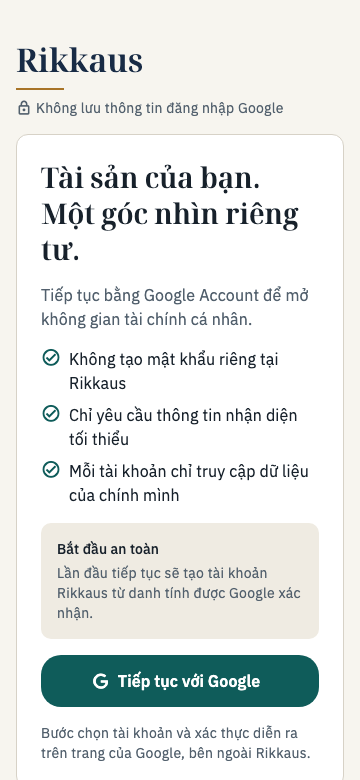 Rikkaus
Không lưu thông tin đăng nhập Google
Tài sản của bạn.
Một góc nhìn riêng
tư.
Tiếp tục bằng Google Account để mở
không gian tài chính cá nhân.
Không tạo mật khẩu riêng tại
Rikkaus
Chỉ yêu cầu thông tin nhận diện
tối thiểu
Mỗi tài khoản chỉ truy cập dữ liệu
của chính mình
Bắt đầu an toàn
Lần đầu tiếp tục sẽ tạo tài khoản
Rikkaus từ danh tính được Google xác
nhận.
Tiếp tục với Google
Bước chọn tài khoản và xác thực diễn ra
trên trang của Google, bên ngoài Rikkaus.